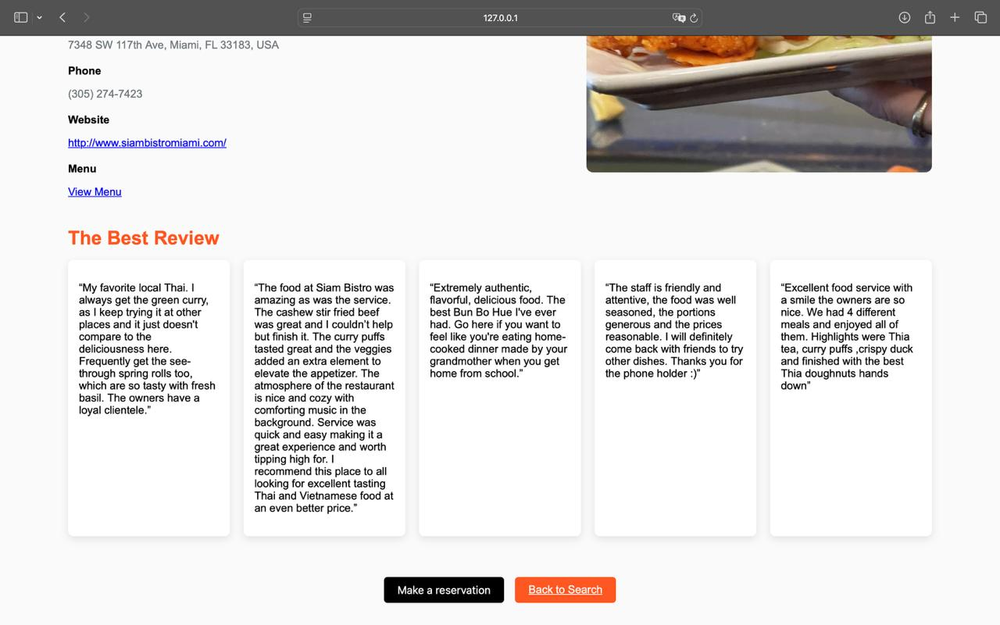 127.0.0.1
7348 SW 117th Ave, Miami, FL 33183, USA
Phone
(305) 274-7423
Website
http://www.siambistromiami.com/
Menu
View Menu
The Best Review
“My favorite local Thai. I
always get the green curry,
as I keep trying it at other
places and it just doesn't
compare to the
deliciousness here.
Frequently get the see-
through spring rolls too,
which are so tasty with fresh
basil. The owners have a
loyal clientele.”
“The food at Siam Bistro was
amazing as was the service.
The cashew stir fried beef
was great and I couldn’t help
but finish it. The curry puffs
tasted great and the veggies
added an extra element to
elevate the appetizer. The
atmosphere of the restaurant
is nice and cozy with
comforting music in the
background. Service was
quick and easy making it a
great experience and worth
tipping high for. I
recommend this place to all
looking for excellent tasting
Thai and Vietnamese food at
an even better price.”
“Extremely authentic,
flavorful, delicious food. The
best Bun Bo Hue I've ever
had. Go here if you want to
feel like you're eating home-
cooked dinner made by your
grandmother when you get
home from school.”
“The staff is friendly and
attentive, the food was well
seasoned, the portions
generous and the prices
reasonable. I will definitely
come back with friends to try
other dishes. Thanks you for
the phone holder :)”
“Excellent food service with
a smile the owners are so
nice. We had 4 different
meals and enjoyed all of
them. Highlights were Thia
tea, curry puffs ,crispy duck
and finished with the best
Thia doughnuts hands
down”
Make a reservation
Back to Search